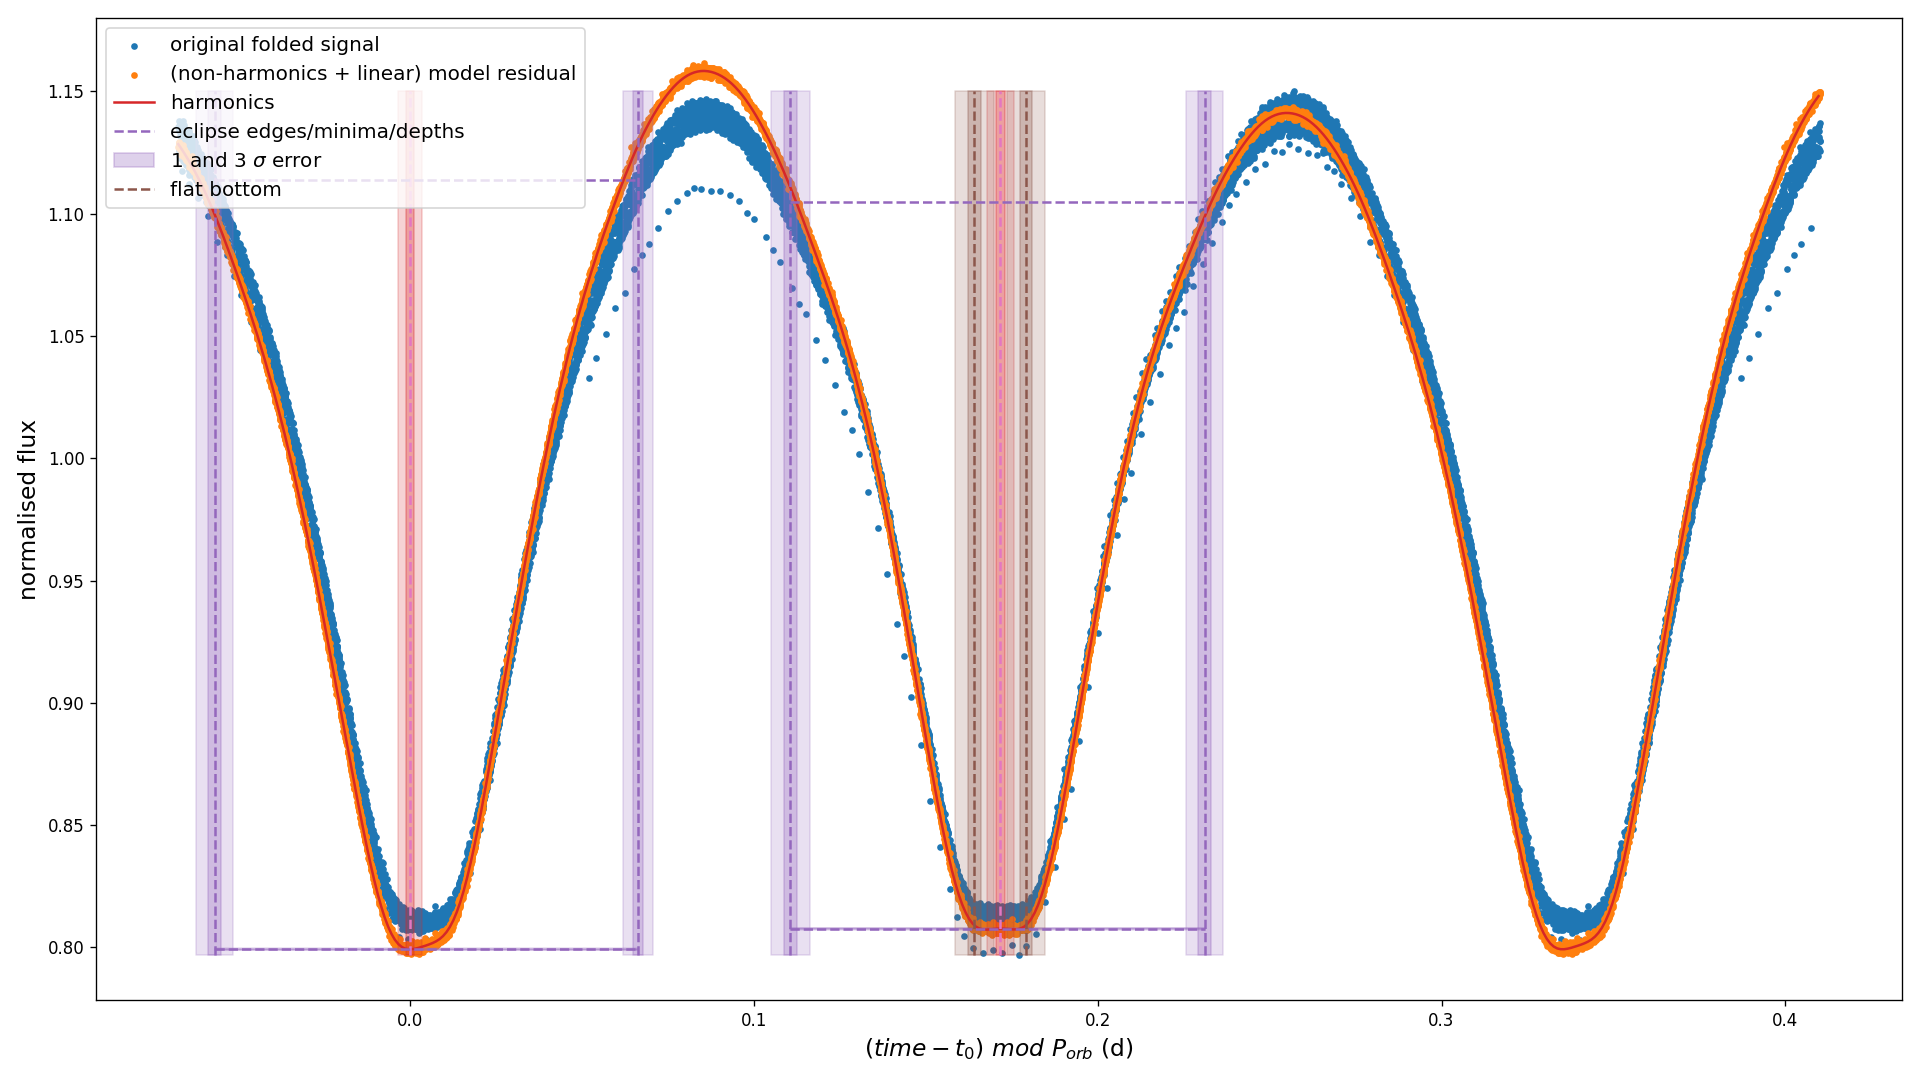 original folded signal
(non-harmonics + linear) model residual
harmonics
eclipse edges/minima/depths
1 and 3 σ error
flat bottom
normalised flux
1.15
1.10
1.05
1.00
0.95
0.90
0.85
0.80
0.0 0.1 0.2 0.3 0.4
(time − t₀) mod Pₒᵣb (d)